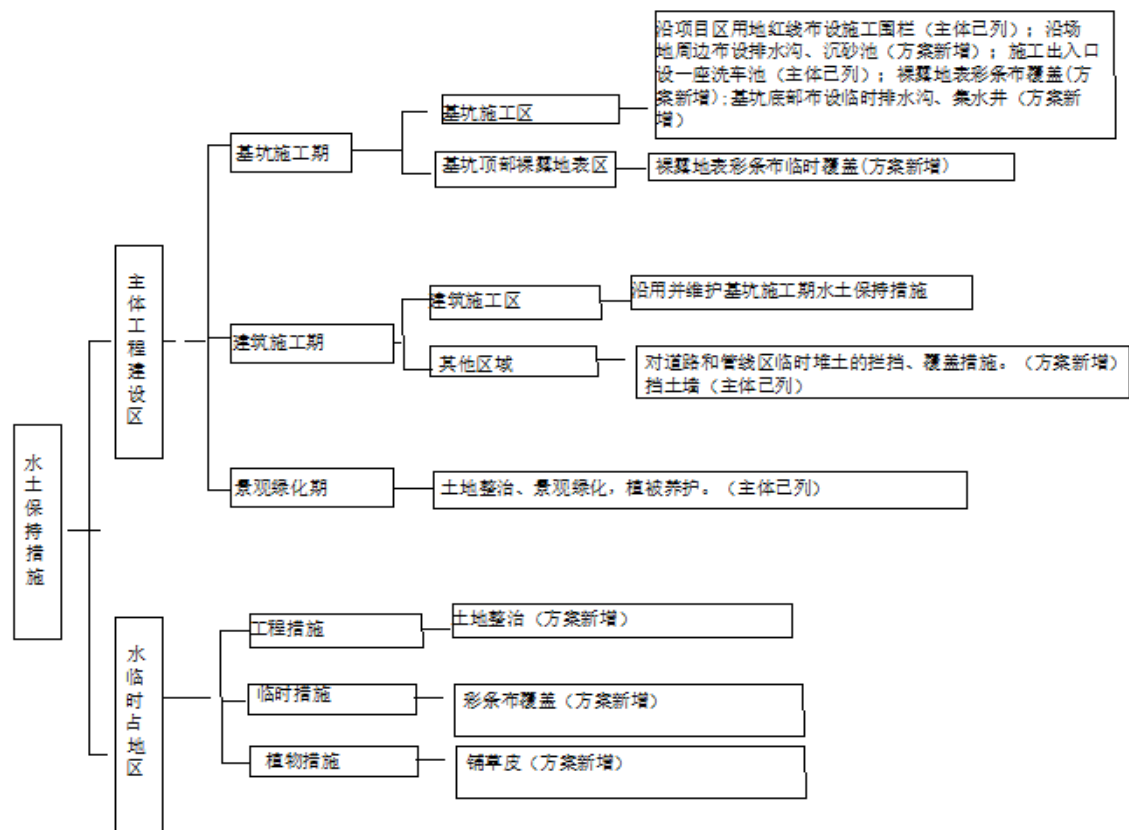 沿项目区用地红线布设施工围栏（主体已列）；沿场
地周边布设排水沟、沉砂池（方案新增）；施工出入口
设一座洗车池（主体已列）；裸露地表彩条布覆盖(方
案新增)；基坑底部布设临时排水沟、集水井（方案新
增）
基坑施工区
基坑施工期
基坑顶部裸露地表区
裸露地表彩条布临时覆盖(方案新增)
主体工程建设区
建筑施工区
沿用并维护基坑施工期水土保持措施
建筑施工期
其他区域
对道路和管线区临时堆土的拦挡、覆盖措施。（方案新增）
挡土墙（主体已列）
水土保持措施
景观绿化期
土地整治、景观绿化，植被养护。（主体已列）
水临时占地区
工程措施
土地整治（方案新增）
临时措施
彩条布覆盖（方案新增）
植物措施
铺草皮（方案新增）